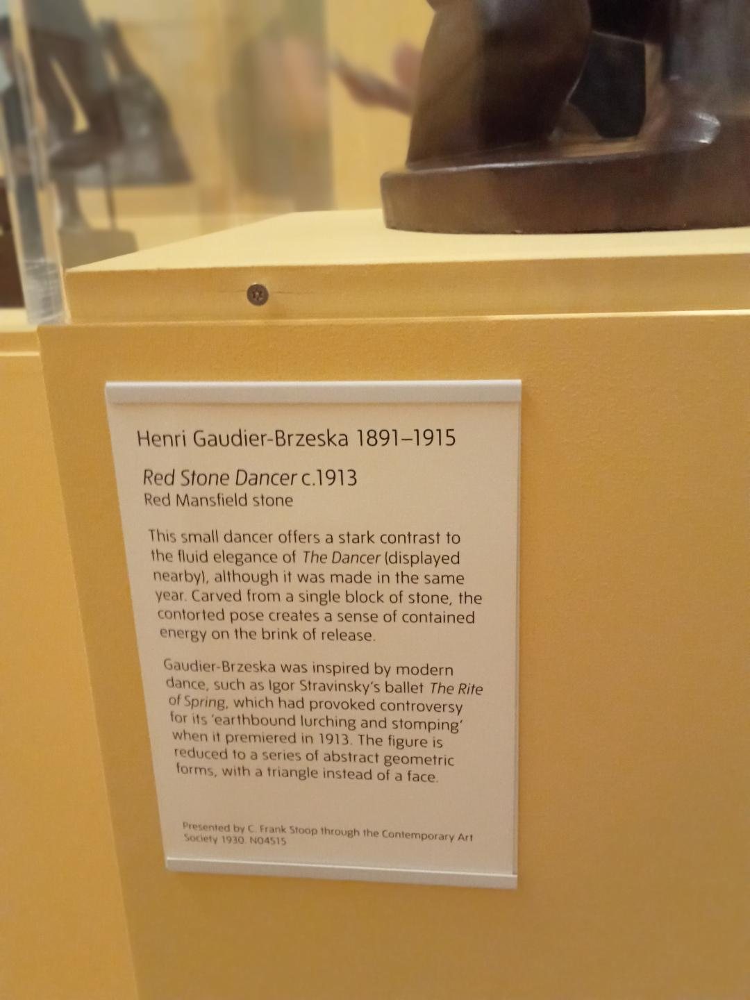 Henri Gaudier-Brzeska 1891–1915
Red Stone Dancer c.1913
Red Mansfield stone
This small dancer offers a stark contrast to
the fluid elegance of The Dancer (displayed
nearby), although it was made in the same
year. Carved from a single block of stone, the
contorted pose creates a sense of contained
energy on the brink of release.
Gaudier-Brzeska was inspired by modern
dance, such as Igor Stravinsky's ballet The Rite
of Spring, which had provoked controversy
for its 'earthbound lurching and stomping'
when it premiered in 1913. The figure is
reduced to a series of abstract geometric
forms, with a triangle instead of a face.
Presented by C. Frank Stoop through the Contemporary Art
Society 1930. N04515